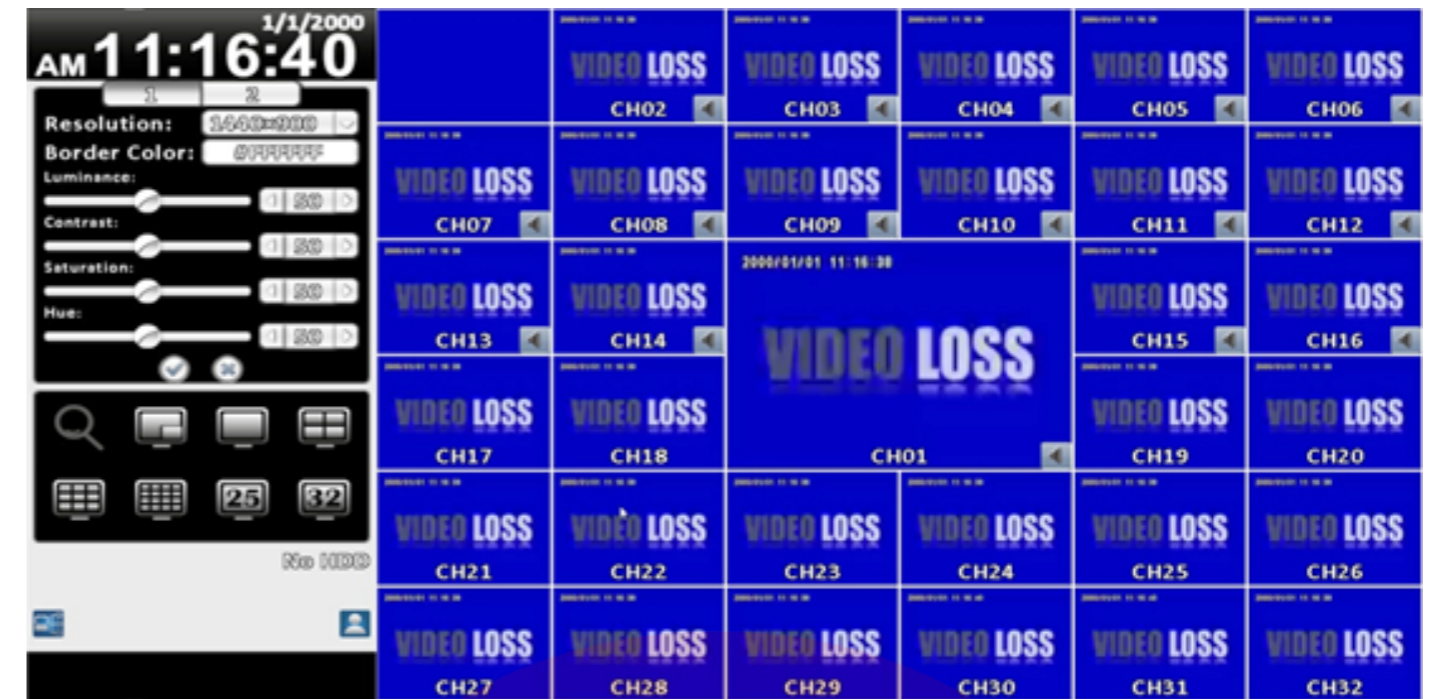 1/1/2000
AM 11:16:40
1 2
Resolution: 1440x900
Border Color: #FFFFFF
Luminance:
50
Contrast:
50
Saturation:
50
Hue:
50
25 32
No HDD
VIDEO LOSS
CH02
VIDEO LOSS
CH03
VIDEO LOSS
CH04
VIDEO LOSS
CH05
VIDEO LOSS
CH06
VIDEO LOSS
CH07
VIDEO LOSS
CH08
VIDEO LOSS
CH09
VIDEO LOSS
CH10
VIDEO LOSS
CH11
VIDEO LOSS
CH12
VIDEO LOSS
CH13
VIDEO LOSS
CH14
2000/01/01 11:16:38
VIDEO LOSS
CH01
VIDEO LOSS
CH15
VIDEO LOSS
CH16
VIDEO LOSS
CH17
VIDEO LOSS
CH18
VIDEO LOSS
CH19
VIDEO LOSS
CH20
VIDEO LOSS
CH21
VIDEO LOSS
CH22
VIDEO LOSS
CH23
VIDEO LOSS
CH24
VIDEO LOSS
CH25
VIDEO LOSS
CH26
VIDEO LOSS
CH27
VIDEO LOSS
CH28
VIDEO LOSS
CH29
VIDEO LOSS
CH30
VIDEO LOSS
CH31
VIDEO LOSS
CH32